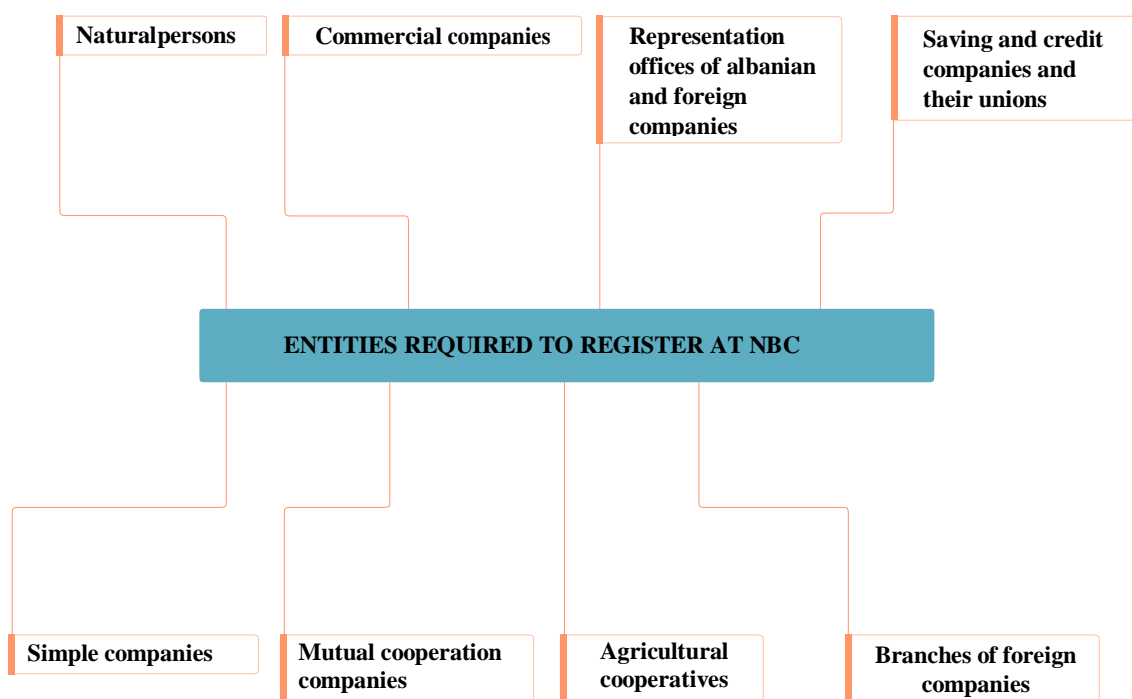 Naturalpersons
Commercial companies
Representation
offices of albanian
and foreign
companies
Saving and credit
companies and
their unions
ENTITIES REQUIRED TO REGISTER AT NBC
Simple companies
Mutual cooperation
companies
Agricultural
cooperatives
Branches of foreign
companies